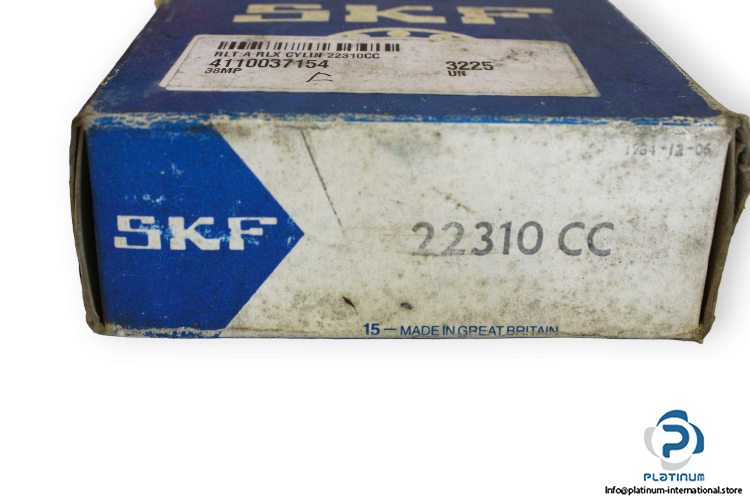 SKF
RLT:A RLX CYLIN 22310CC
4110037154 3225
38MP UN
1984-12-06
SKF
22310 CC
15 — MADE IN GREAT BRITAIN
PLATINUM
Info@platinum-international.store